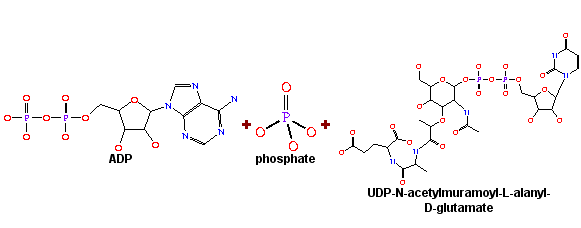 ADP
+
phosphate
+
UDP-N-acetylmuramoyl-L-alanyl-
D-glutamate